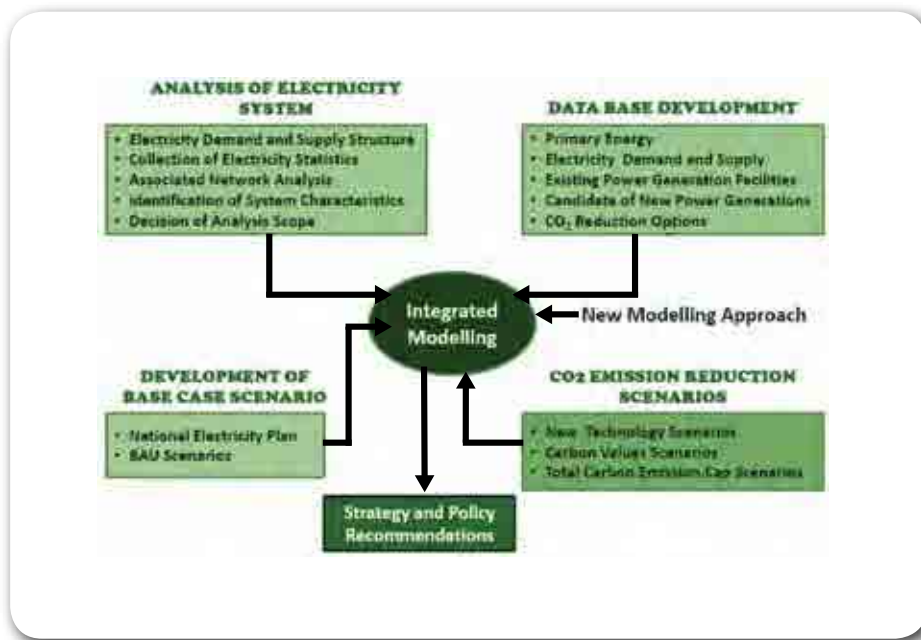 ANALYSIS OF ELECTRICITY
SYSTEM
• Electricity Demand and Supply Structure
• Collection of Electricity Statistics
• Associated Network Analysis
• Identification of System Characteristics
• Decision of Analysis Scope
DATA BASE DEVELOPMENT
• Primary Energy
• Electricity Demand and Supply
• Existing Power Generation Facilities
• Candidate of New Power Generations
• CO₂ Reduction Options
Integrated
Modelling
New Modelling Approach
DEVELOPMENT OF
BASE CASE SCENARIO
• National Electricity Plan
• BAU Scenarios
CO2 EMISSION REDUCTION
SCENARIOS
• New Technology Scenarios
• Carbon Values Scenarios
• Total Carbon Emission Cap Scenarios
Strategy and Policy
Recommendations